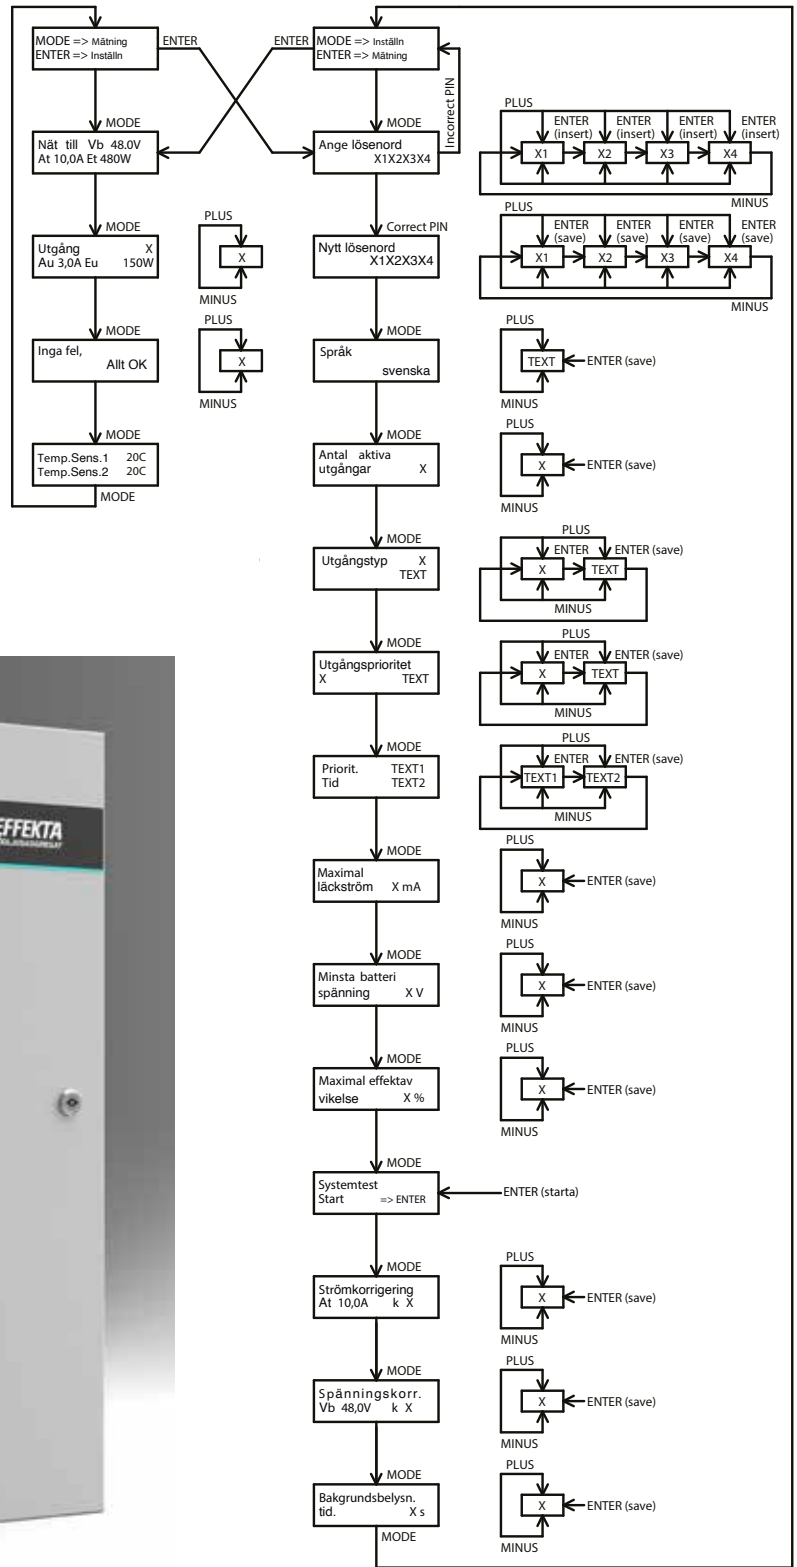 MODE => Mätning
ENTER => Inställn
ENTER
MODE
Nät till Vb 48.0V
At 10,0A Et 480W
MODE
Utgång X
Au 3,0A Eu 150W
PLUS
X
MINUS
MODE
Inga fel,
Allt OK
PLUS
X
MINUS
MODE
Temp.Sens.1 20C
Temp.Sens.2 20C
MODE
ENTER
MODE => Inställn
ENTER => Mätning
Incorrect PIN
MODE
Ange lösenord
X1X2X3X4
PLUS
ENTER (insert)
ENTER (insert)
ENTER (insert)
ENTER (insert)
X1
X2
X3
X4
MINUS
Correct PIN
Nytt lösenord
X1X2X3X4
PLUS
ENTER (save)
ENTER (save)
ENTER (save)
ENTER (save)
X1
X2
X3
X4
MINUS
MODE
Språk
svenska
PLUS
TEXT
ENTER (save)
MINUS
MODE
Antal aktiva
utgångar X
PLUS
X
ENTER (save)
MINUS
MODE
Utgångstyp X
TEXT
PLUS
ENTER
ENTER (save)
X
TEXT
MINUS
MODE
Utgångsprioritet
X TEXT
PLUS
ENTER
ENTER (save)
X
TEXT
MINUS
MODE
Priorit. TEXT1
Tid TEXT2
PLUS
ENTER
ENTER (save)
TEXT1
TEXT2
MINUS
MODE
Maximal
läckström X mA
PLUS
X
ENTER (save)
MINUS
MODE
Minsta batteri
spänning X V
PLUS
X
ENTER (save)
MINUS
MODE
Maximal effektav
vikelse X %
PLUS
X
ENTER (save)
MINUS
MODE
Systemtest
Start => ENTER
ENTER (starta)
MODE
Strömkorrigering
At 10,0A k X
PLUS
X
ENTER (save)
MINUS
MODE
Spänningskorr.
Vb 48,0V k X
PLUS
X
ENTER (save)
MINUS
MODE
Bakgrundsbelysn.
tid. X s
MODE
PLUS
X
ENTER (save)
MINUS
EFFEKTA